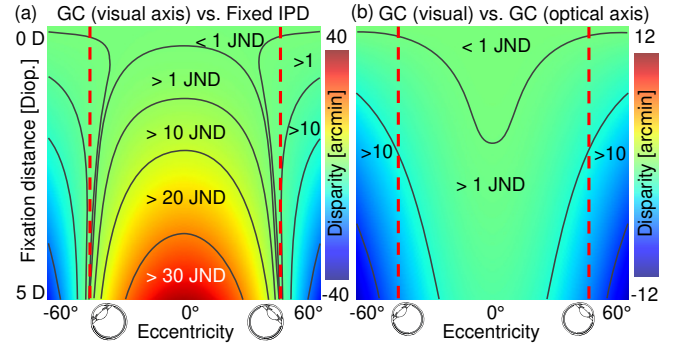 (a) GC (visual axis) vs. Fixed IPD
0 D
Fixation distance [Diop.]
5 D
< 1 JND
> 1 JND
>1
> 10 JND
>10
> 20 JND
> 30 JND
-60°
0°
60°
Eccentricity
40
Disparity [arcmin]
-40
(b) GC (visual) vs. GC (optical axis)
< 1 JND
>10
>10
> 1 JND
-60°
0°
60°
Eccentricity
12
Disparity [arcmin]
-12